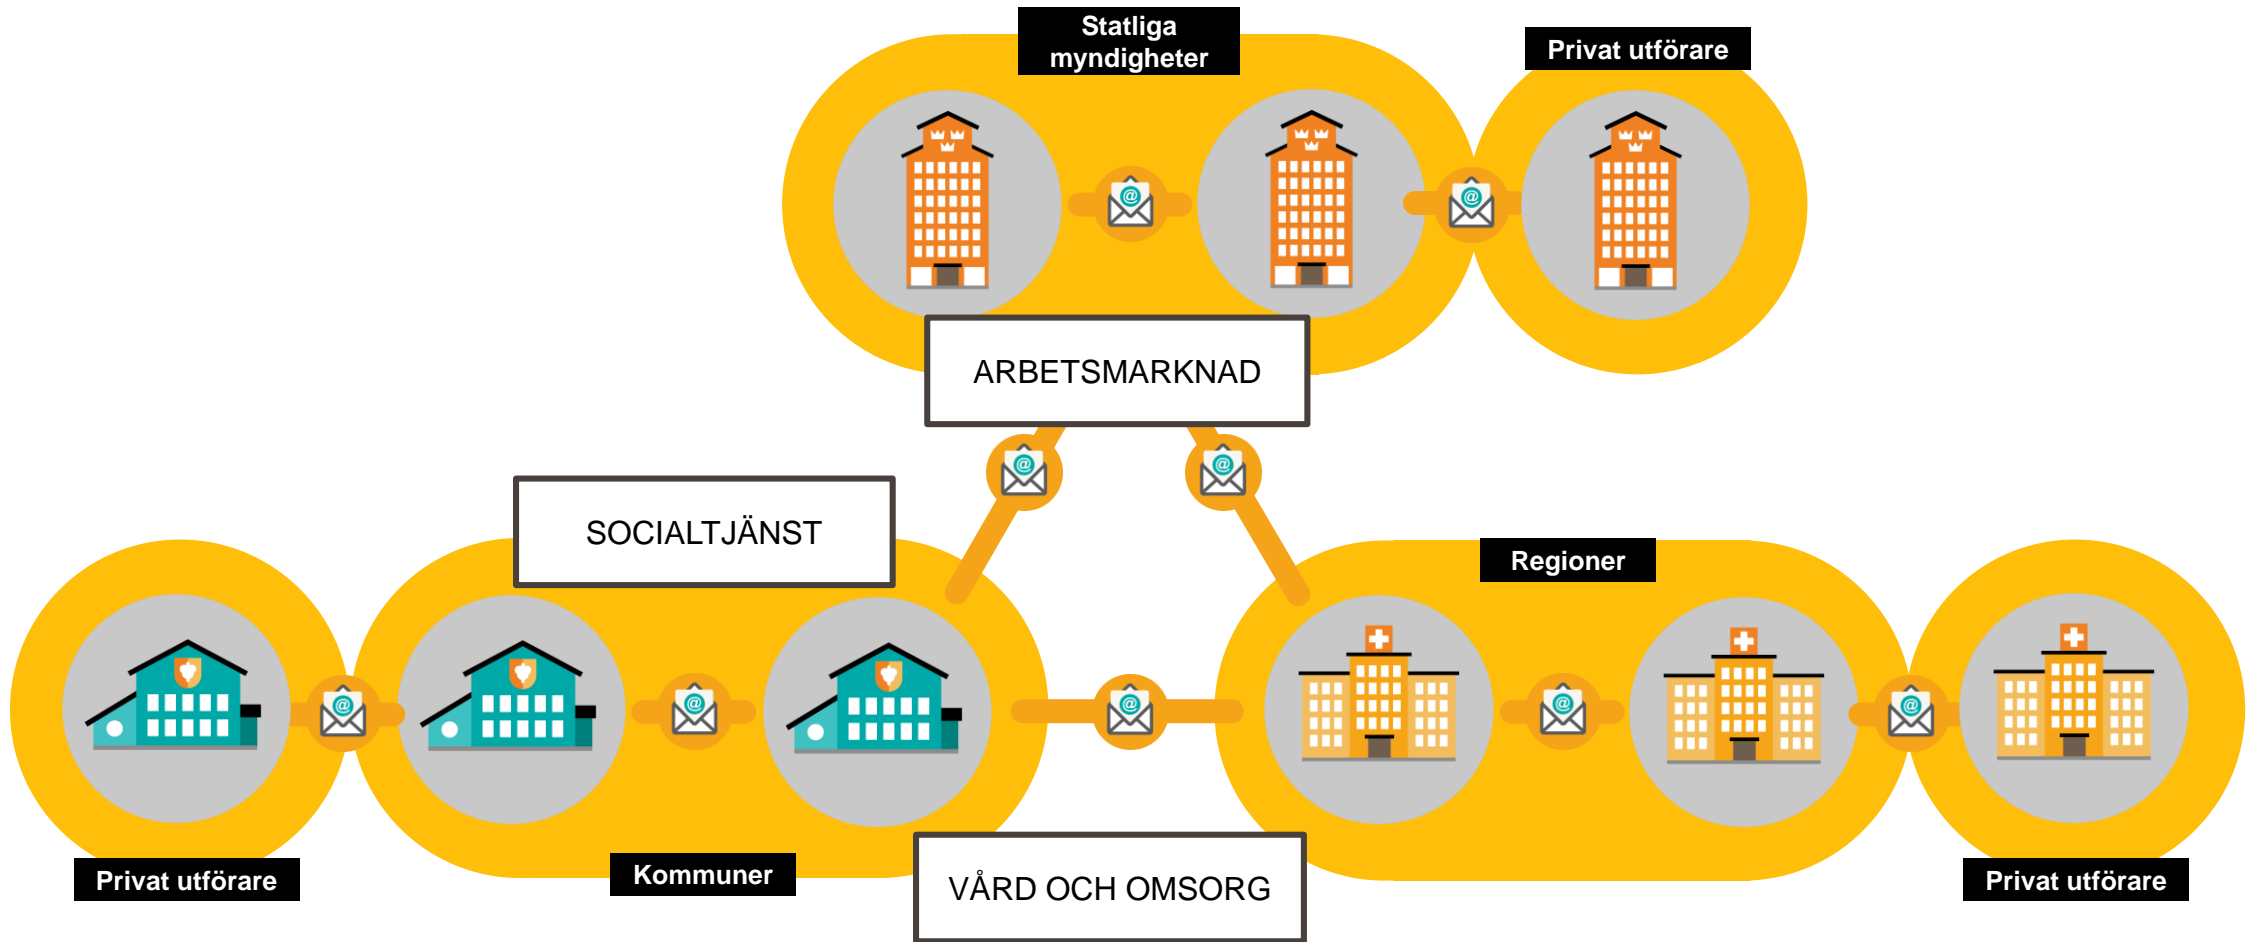 Statliga
myndigheter
Privat utförare
ARBETSMARKNAD
SOCIALTJÄNST
Regioner
Privat utförare
Kommuner
VÅRD OCH OMSORG
Privat utförare